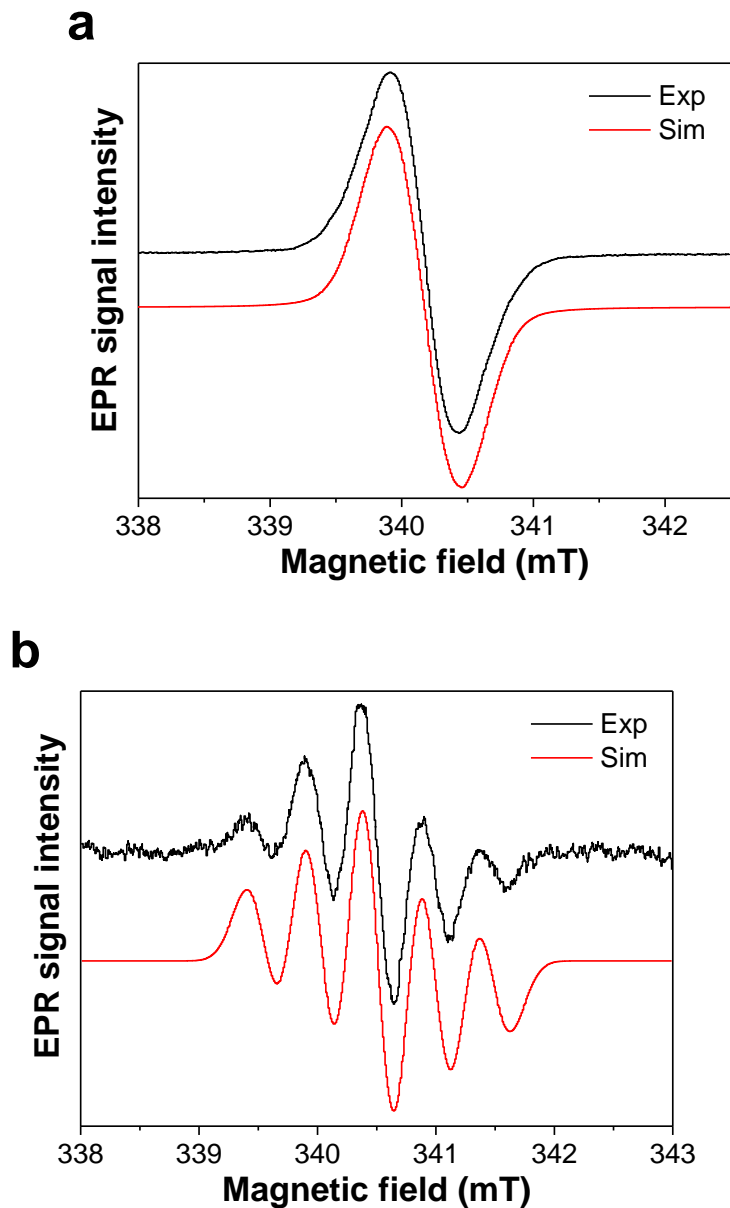 a
Exp
Sim
EPR signal intensity
338 339 340 341 342
Magnetic field (mT)
b
Exp
Sim
EPR signal intensity
338 339 340 341 342 343
Magnetic field (mT)